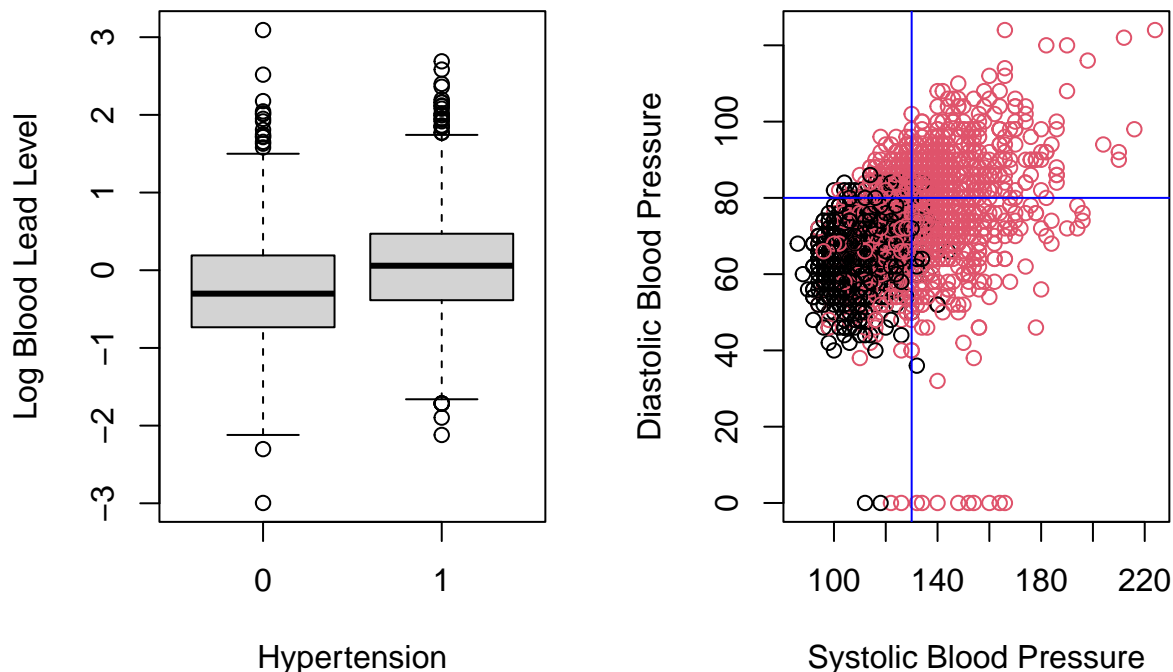 Log Blood Lead Level
3
2
1
0
−1
−2
−3
0 1
Hypertension
Diastolic Blood Pressure
100
80
60
40
20
0
100 140 180 220
Systolic Blood Pressure